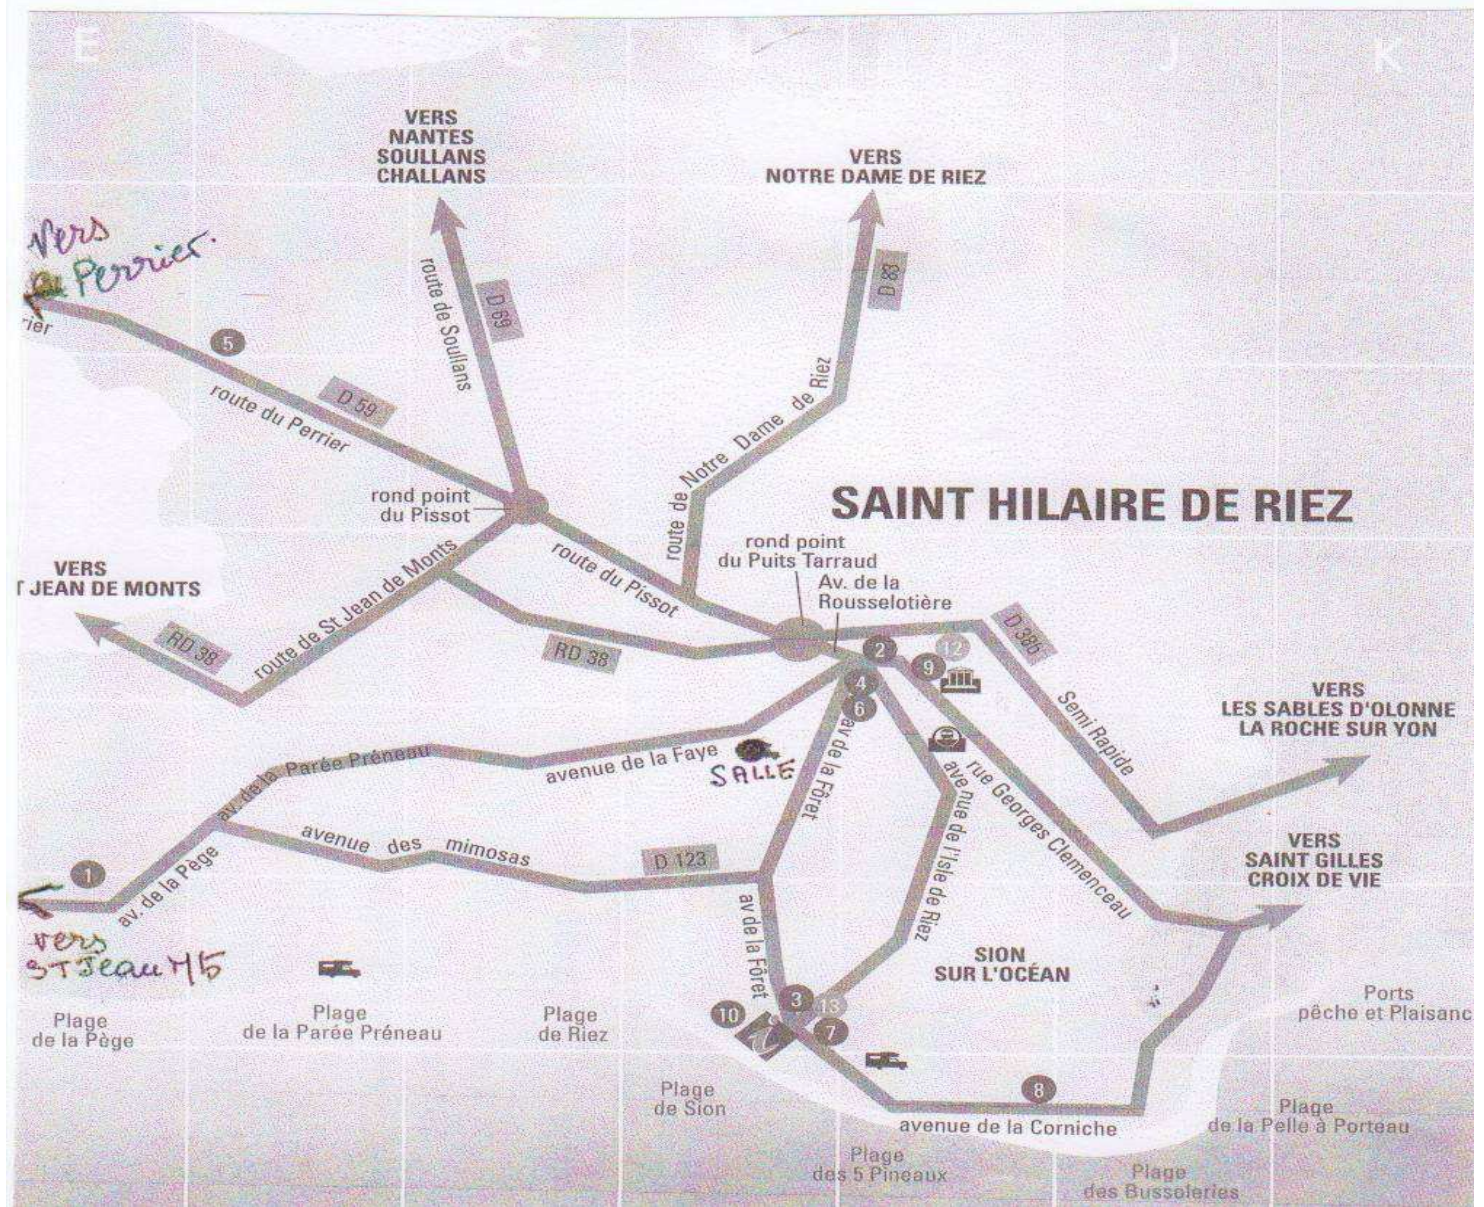 E
G
H
J
K
VERS
NANTES
SOULLANS
CHALLANS
VERS
NOTRE DAME DE RIEZ
Vers
Perrier.
rier
5
route du Perrier
D 59
route de Soullans
D 69
D 83
route de Notre Dame de Riez
rond point
du Pissot
SAINT HILAIRE DE RIEZ
rond point
du Puits Tarraud
Av. de la
Rousselotière
VERS
T JEAN DE MONTS
RD 38
route de St Jean de Monts
route du Pissot
RD 38
2
12
9
4
6
D 38b
Semi Rapide
VERS
LES SABLES D'OLONNE
LA ROCHE SUR YON
av. de la Parée Préneau
avenue de la Faye
SALLE
av de la Fôret
avenue de l'Isle de Riez
rue Georges Clemenceau
VERS
SAINT GILLES
CROIX DE VIE
1
av. de la Pège
avenue des mimosas
D 123
av de la Fôret
vers
ST Jean MTS
SION
SUR L'OCÉAN
3
13
10
7
i
8
Plage
de la Pège
Plage
de la Parée Préneau
Plage
de Riez
Ports
pêche et Plaisanc
Plage
de Sion
avenue de la Corniche
Plage
de la Pelle à Porteau
Plage
des 5 Pineaux
Plage
des Bussoleries